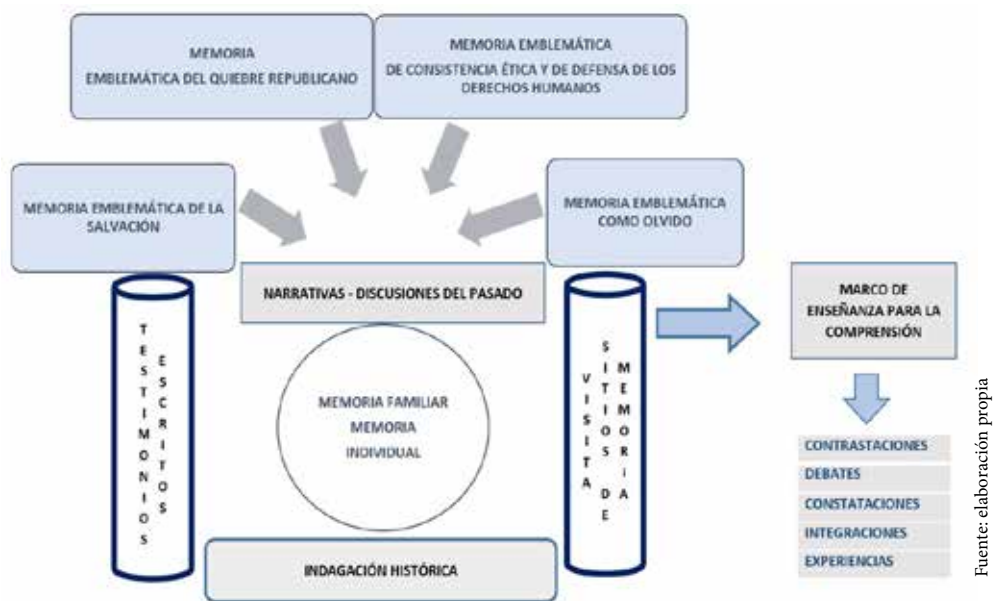 MEMORIA
EMBLEMÁTICA DEL QUIEBRE REPUBLICANO
MEMORIA EMBLEMÁTICA
DE CONSISTENCIA ÉTICA Y DE DEFENSA DE LOS
DERECHOS HUMANOS
MEMORIA EMBLEMÁTICA DE LA
SALVACIÓN
MEMORIA EMBLEMÁTICA
COMO OLVIDO
NARRATIVAS - DISCUSIONES DEL PASADO
TESTIMONIOS
ESCRITOS
MEMORIA FAMILIAR
MEMORIA
INDIVIDUAL
VISITA
SITIOS DE
MEMORIA
INDAGACIÓN HISTÓRICA
MARCO DE
ENSEÑANZA PARA LA
COMPRENSIÓN
CONTRASTACIONES
DEBATES
CONSTATACIONES
INTEGRACIONES
EXPERIENCIAS
Fuente: elaboración propia